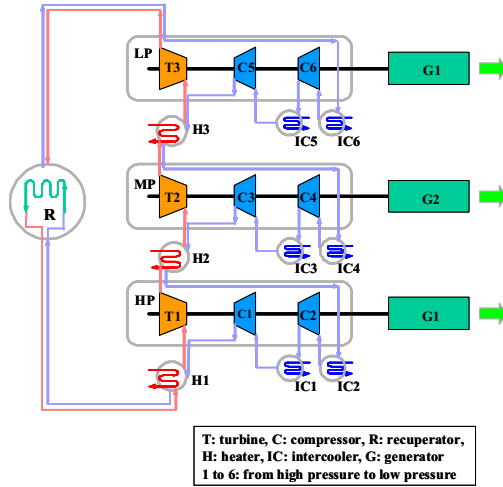 LP
T3
C5
C6
G1
H3
IC5
IC6
R
MP
T2
C3
C4
G2
H2
IC3
IC4
HP
T1
C1
C2
G1
H1
IC1
IC2
T: turbine, C: compressor, R: recuperator,
H: heater, IC: intercooler, G: generator
1 to 6: from high pressure to low pressure